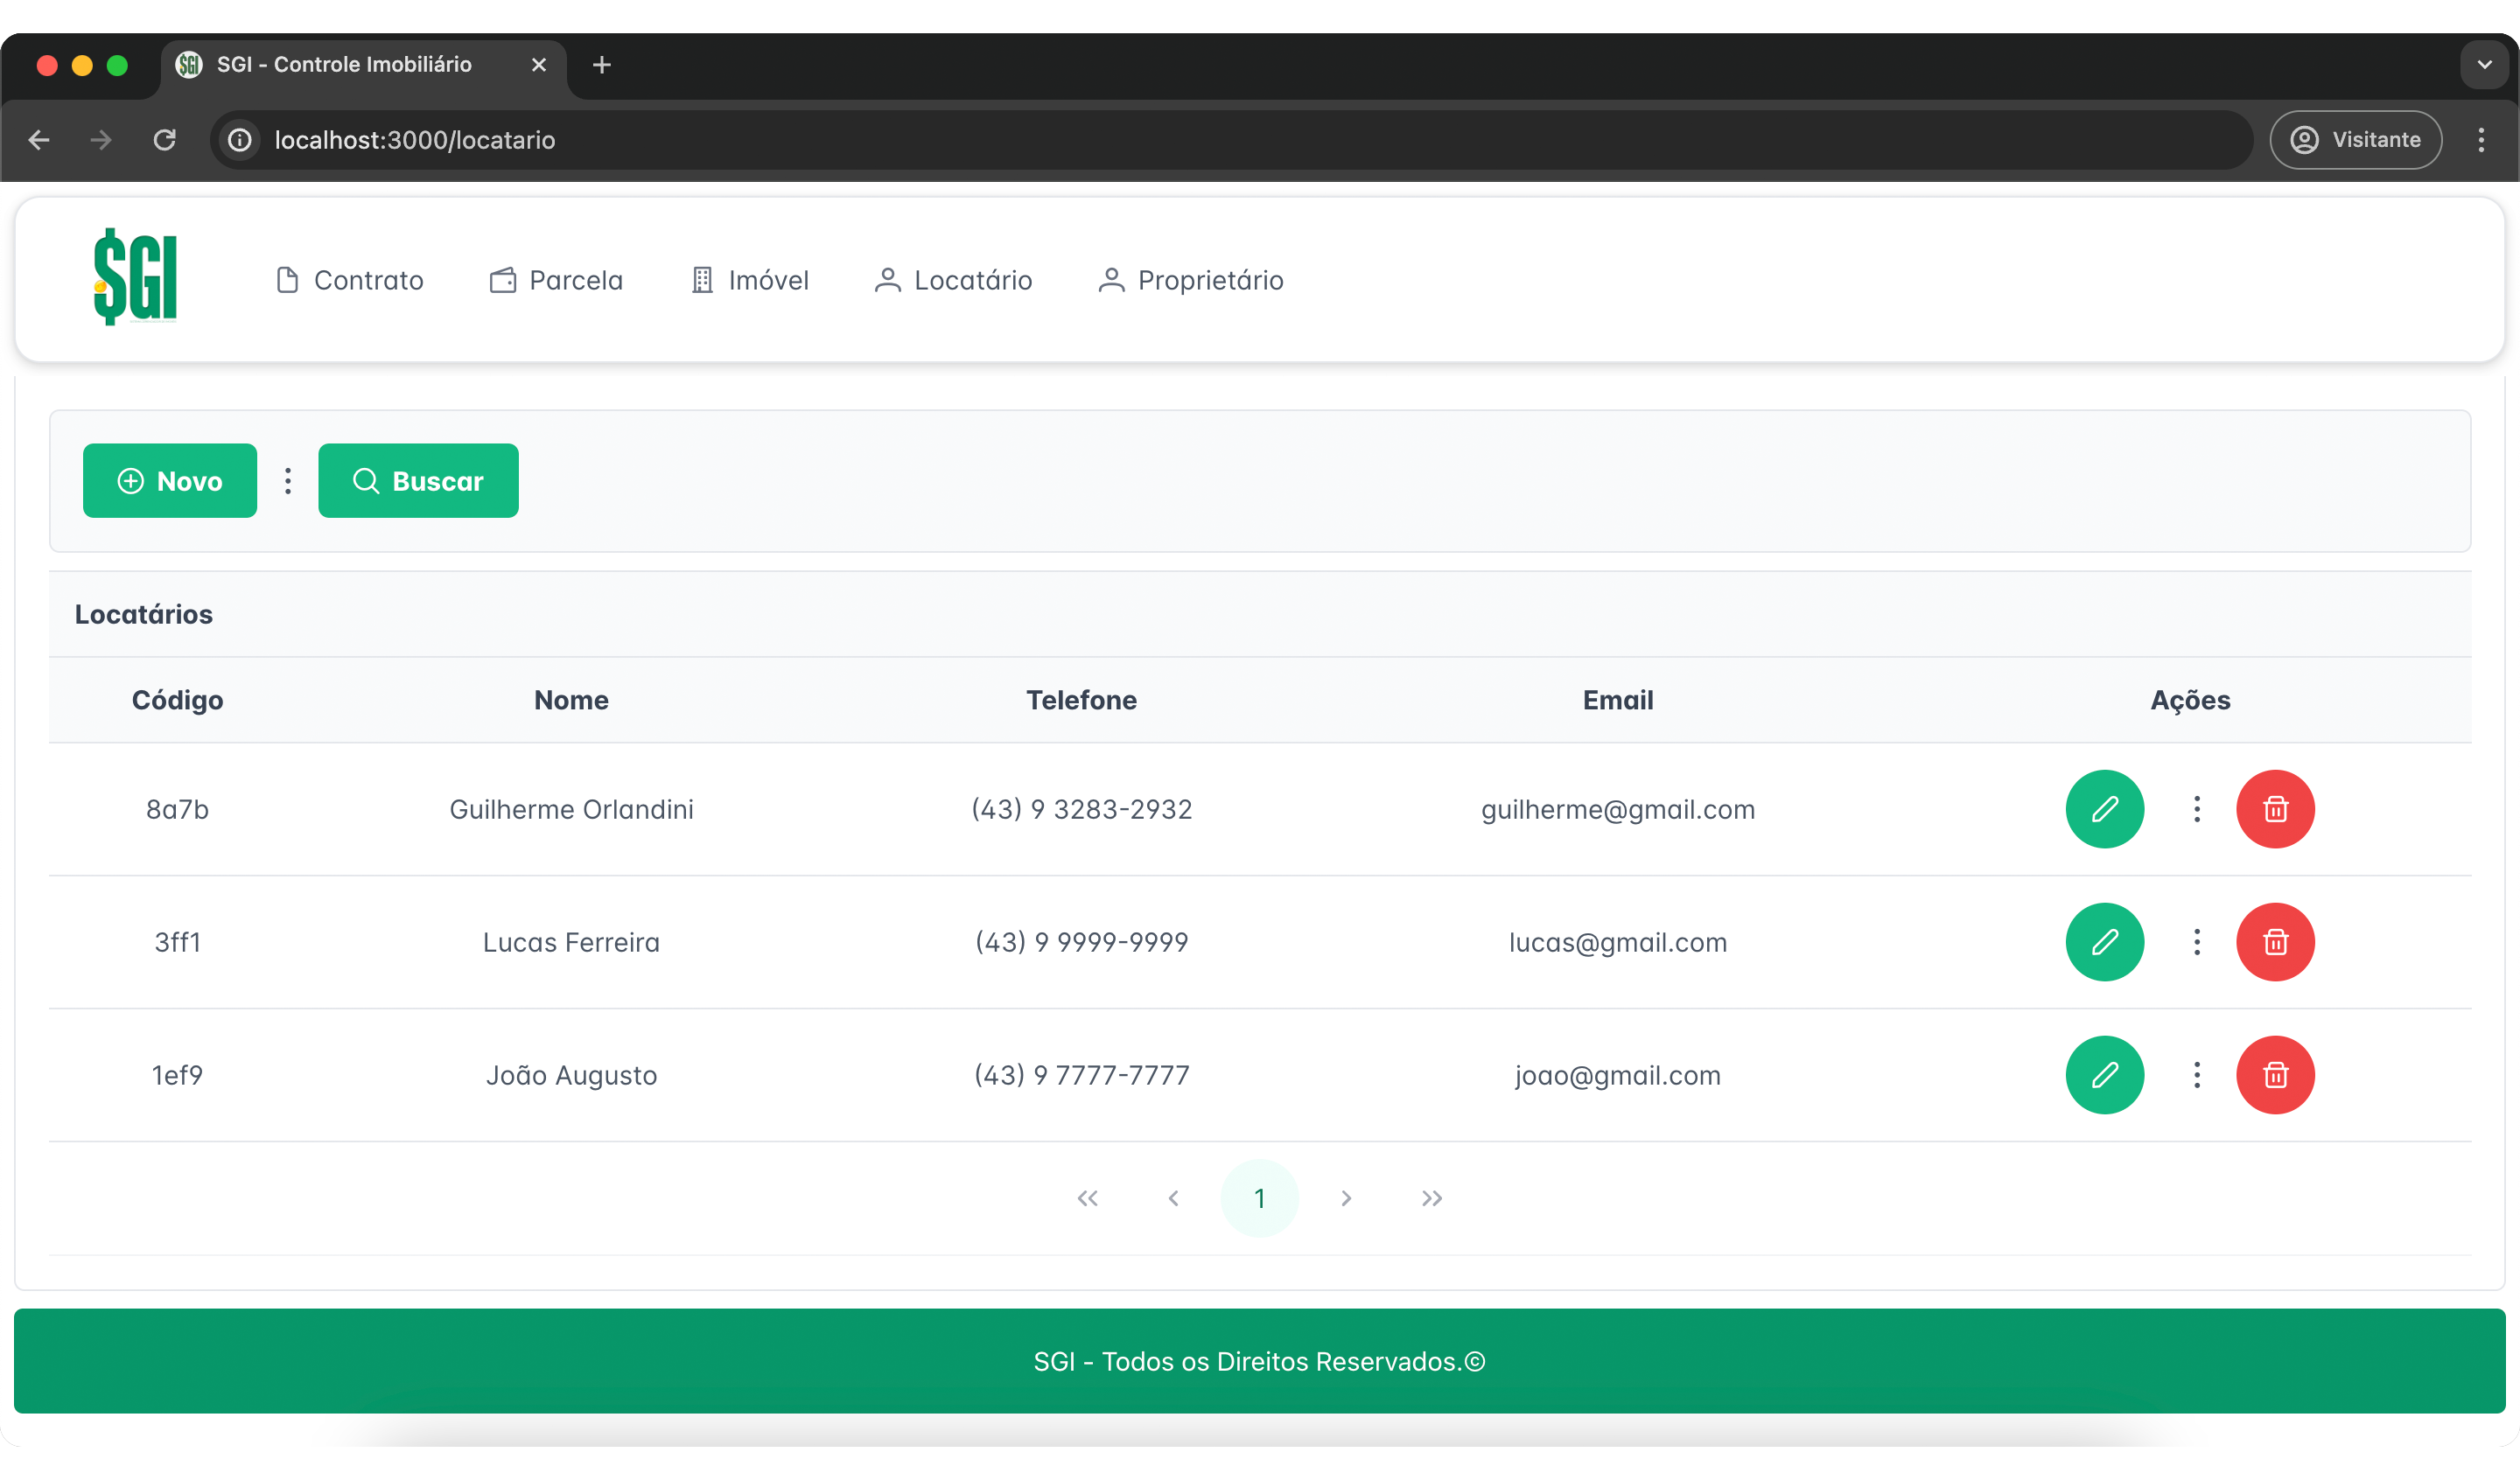 SGI - Controle Imobiliário
localhost:3000/locatario
Visitante
$GI
Contrato
Parcela
Imóvel
Locatário
Proprietário
Novo
Buscar
Locatários
Código Nome Telefone Email Ações
8a7b Guilherme Orlandini (43) 9 3283-2932 guilherme@gmail.com
3ff1 Lucas Ferreira (43) 9 9999-9999 lucas@gmail.com
1ef9 João Augusto (43) 9 7777-7777 joao@gmail.com
1
SGI - Todos os Direitos Reservados.©